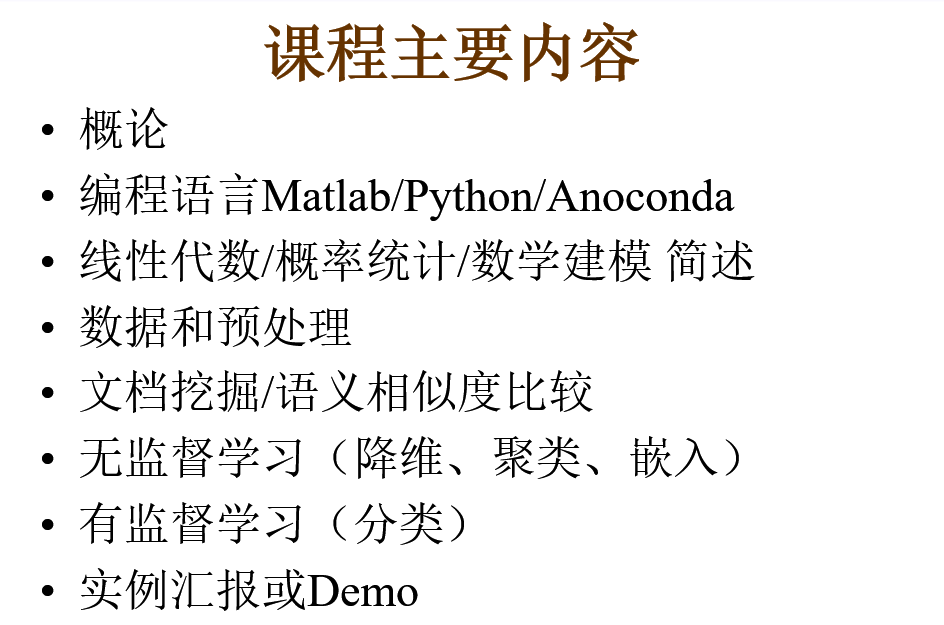 课程主要内容
• 概论
• 编程语言Matlab/Python/Anoconda
• 线性代数/概率统计/数学建模 简述
• 数据和预处理
• 文档挖掘/语义相似度比较
• 无监督学习（降维、聚类、嵌入）
• 有监督学习（分类）
• 实例汇报或Demo